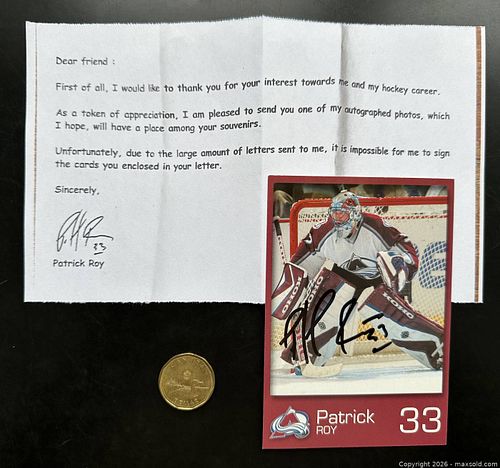 Dear friend :
First of all, I would like to thank you for your interest towards me and my hockey career.
As a token of appreciation, I am pleased to send you one of my autographed photos, which
I hope, will have a place among your souvenirs.
Unfortunately, due to the large amount of letters sent to me, it is impossible for me to sign
the cards you enclosed in your letter.
Sincerely,
33
Patrick Roy
KOHO
KOHO
33
Patrick
ROY
33
Copyright 2026 - maxsold.com